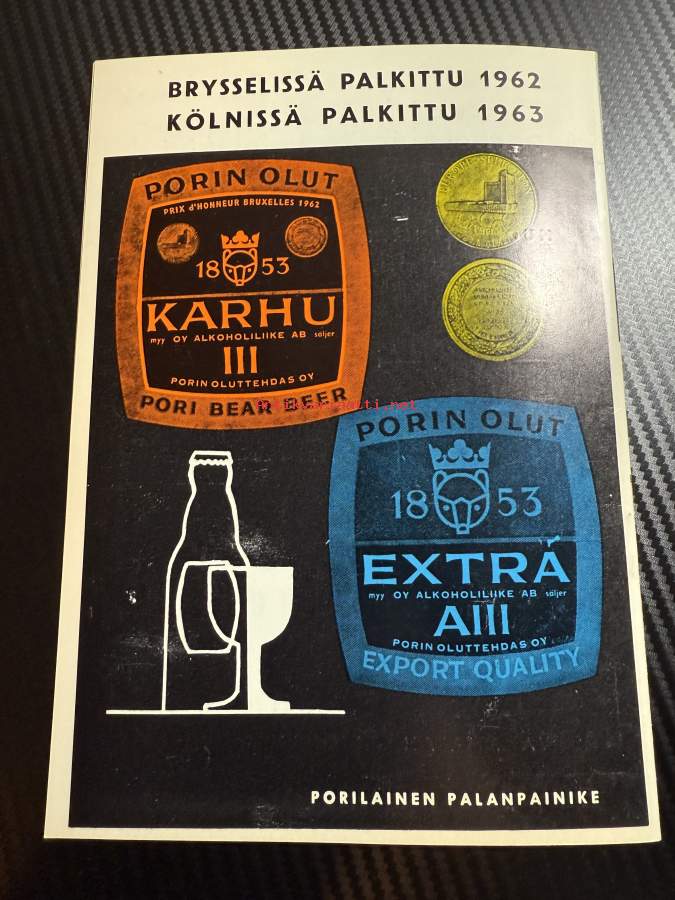 BRYSSELISSÄ PALKITTU 1962
KÖLNISSÄ PALKITTU 1963
PORIN OLUT
PRIX d'HONNEUR BRUXELLES 1962
18 53
KARHU
myy OY ALKOHOLILIIKE AB säljer
III
PORIN OLUTTEHDAS OY
PORI BEAR BEER
PORIN OLUT
18 53
EXTRA
myy OY ALKOHOLILIIKE AB säljer
AIII
PORIN OLUTTEHDAS OY
EXPORT QUALITY
PORILAINEN PALANPAINIKE